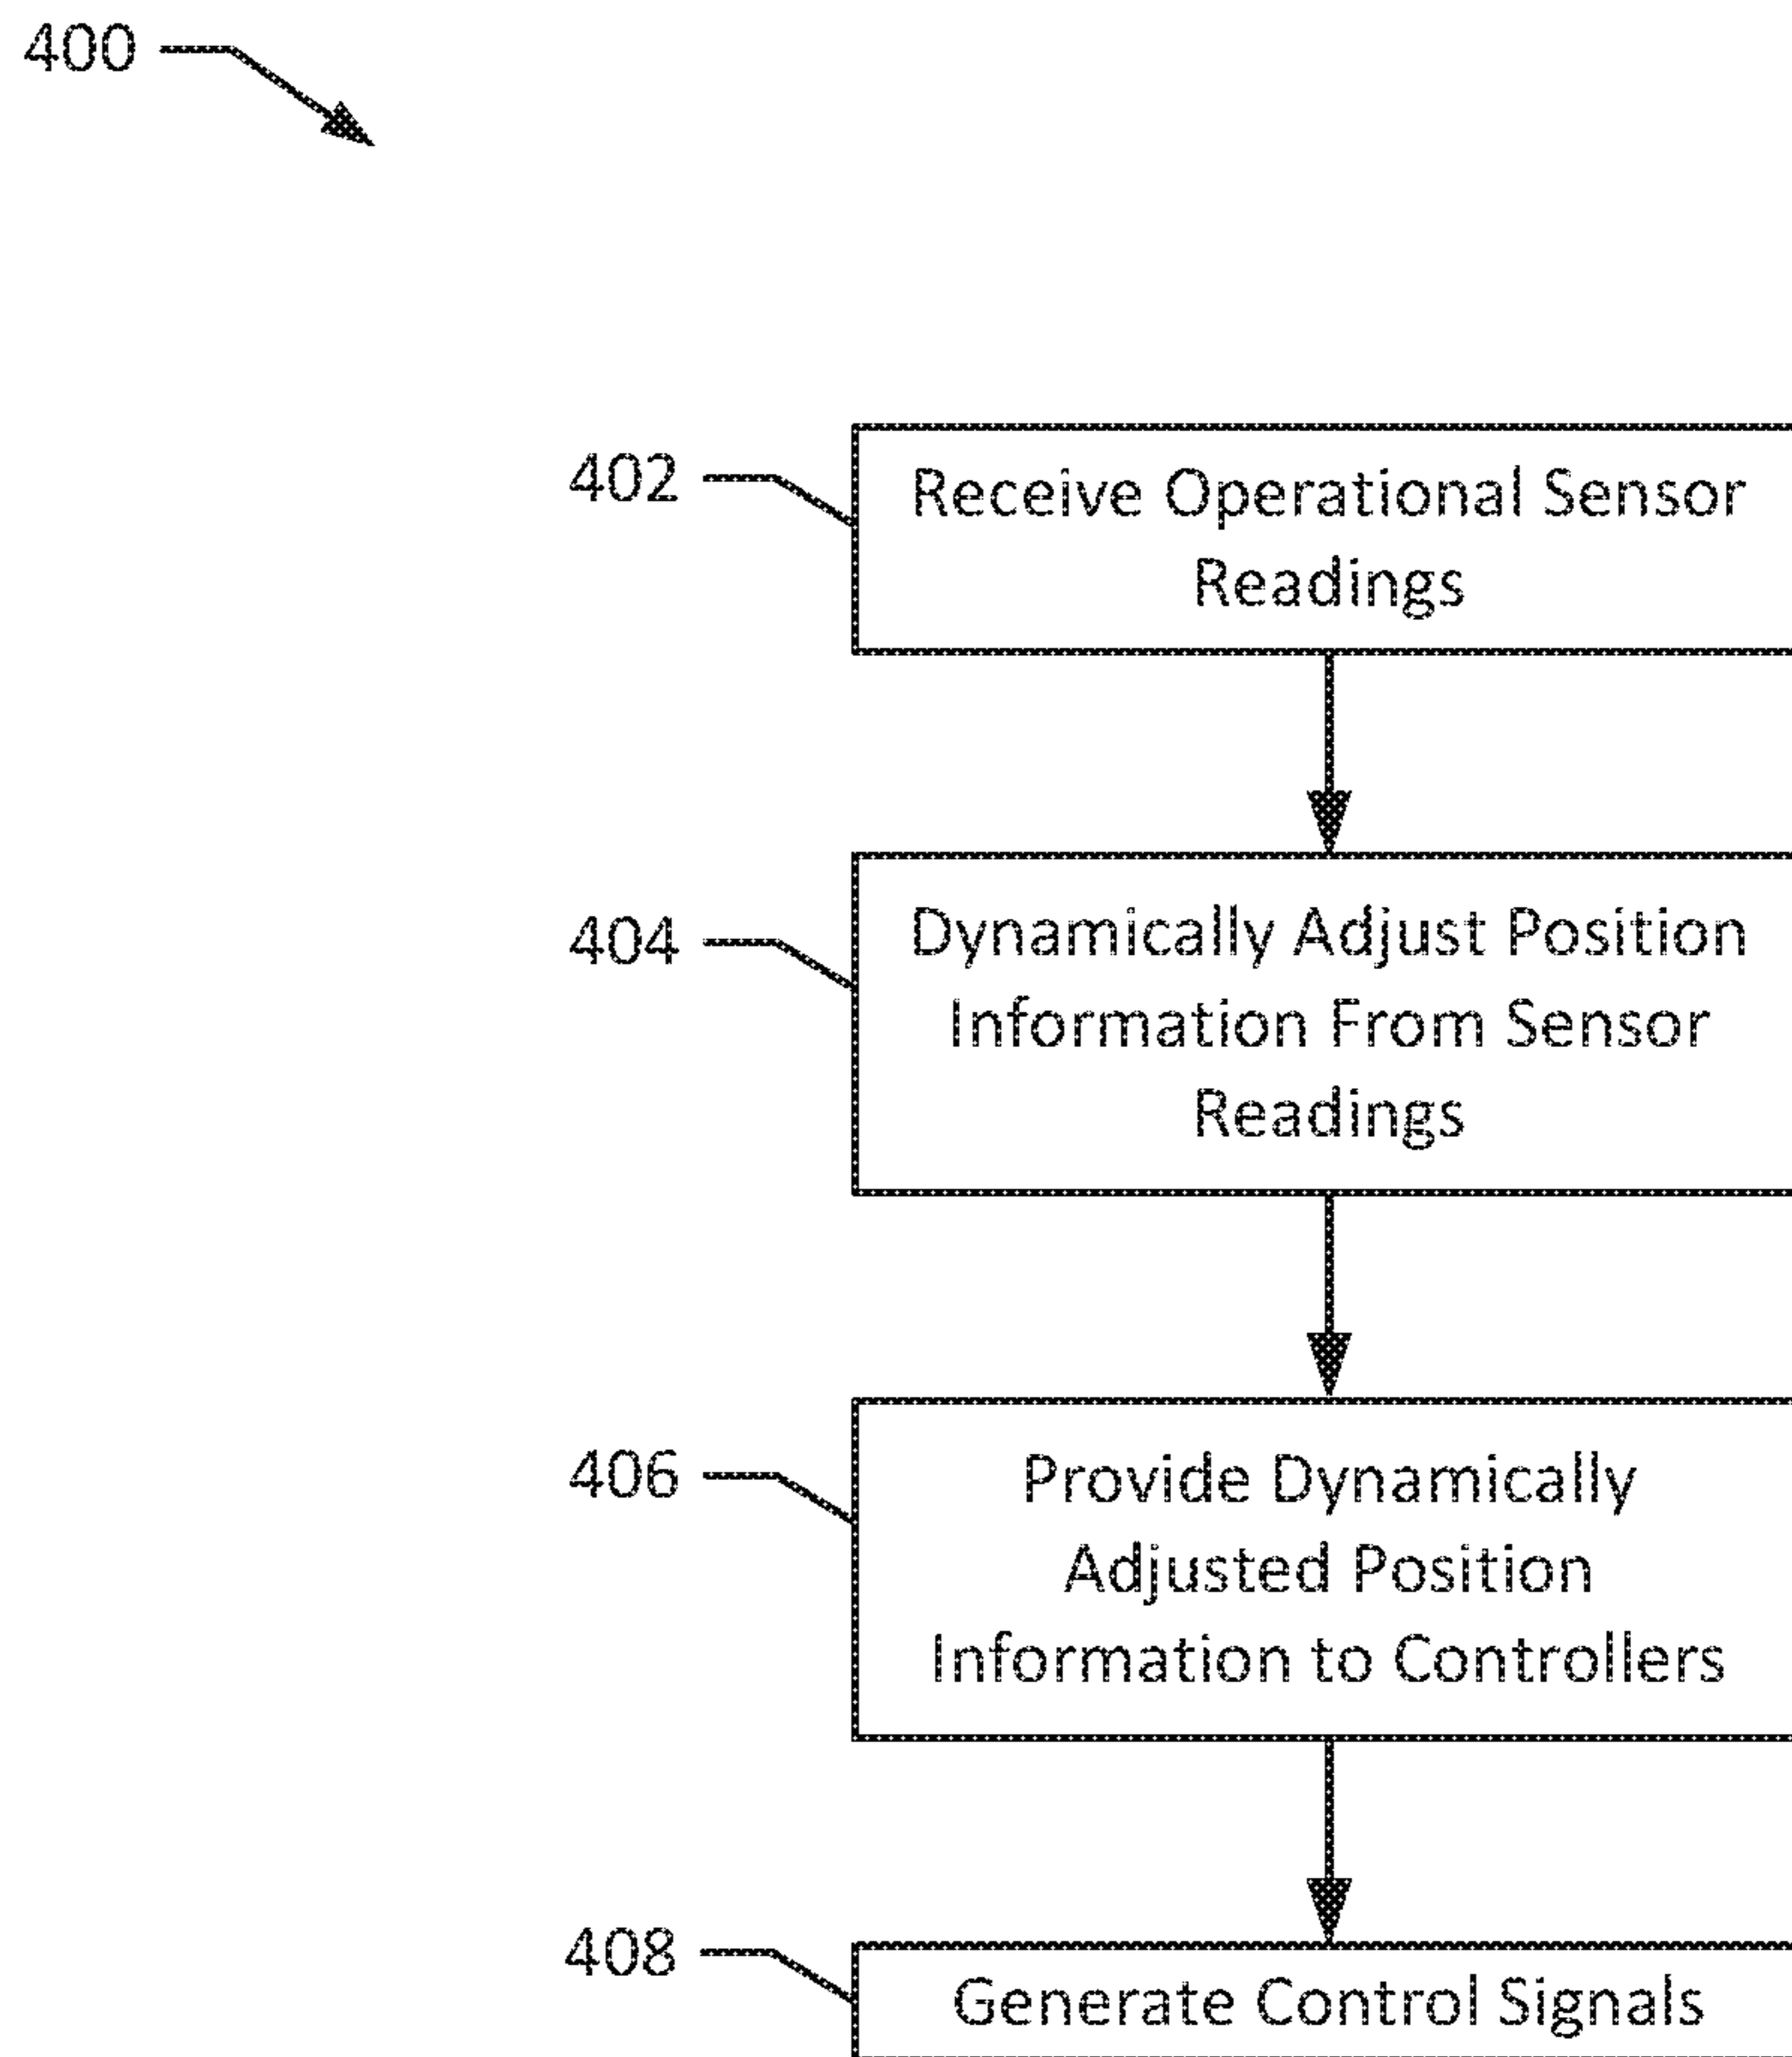 400
402
Receive Operational Sensor
Readings
404
Dynamically Adjust Position
Information From Sensor
Readings
406
Provide Dynamically
Adjusted Position
Information to Controllers
408
Generate Control Signals